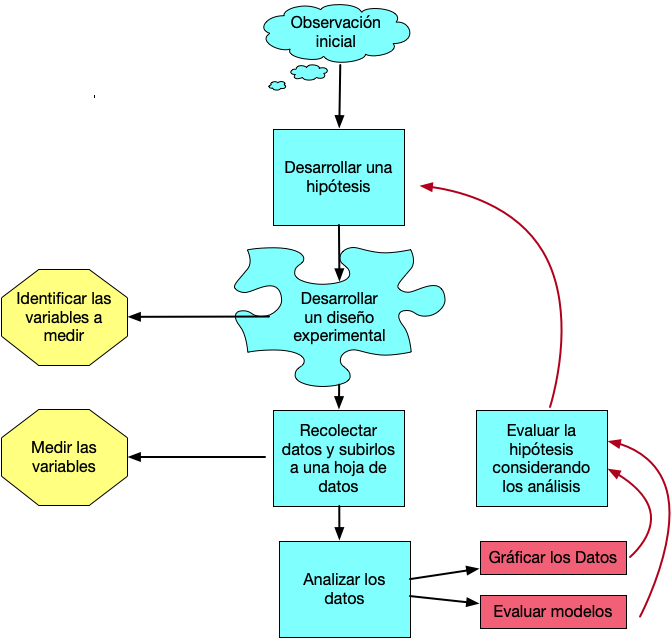 Observación
inicial
Desarrollar una
hipótesis
Desarrollar
un diseño
experimental
Identificar las
variables a
medir
Recolectar
datos y subirlos
a una hoja de
datos
Medir las
variables
Evaluar la
hipótesis
considerando
los análisis
Analizar los
datos
Gráficar los Datos
Evaluar modelos